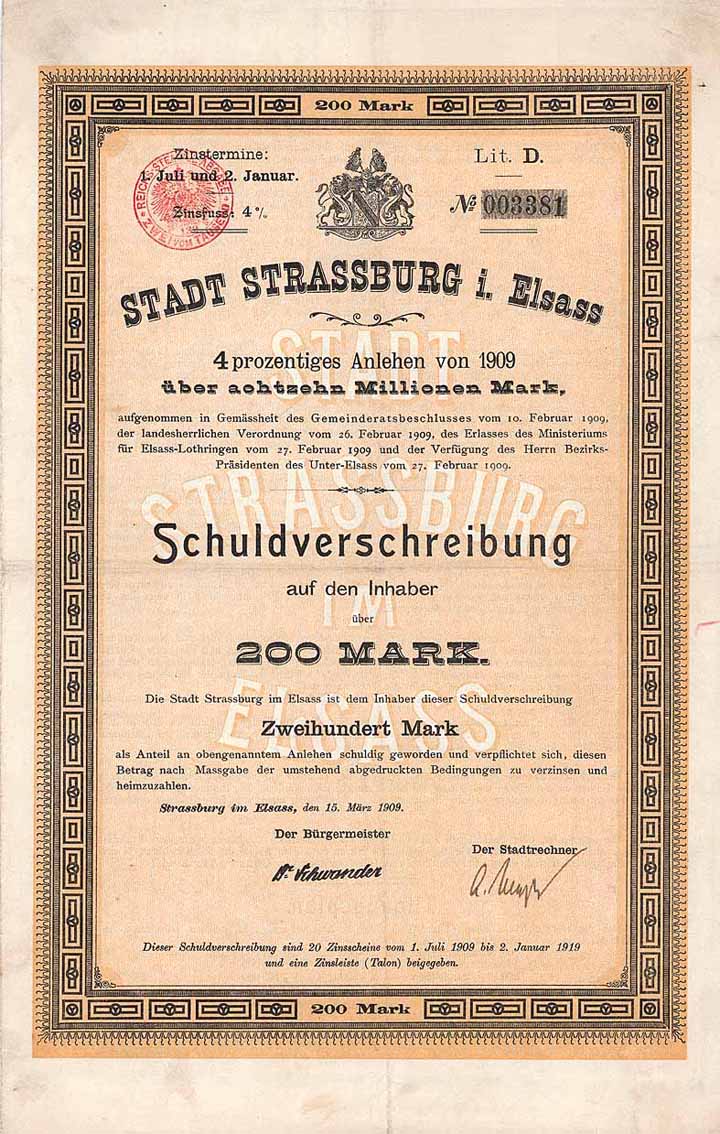 200 Mark
Zinstermine:
1. Juli und 2. Januar.
Zinsfuss: 4 %
Lit. D.
No 003381
STADT STRASSBURG i. Elsass
4 prozentiges Anlehen von 1909
über achtzehn Millionen Mark,
aufgenommen in Gemässheit des Gemeinderatsbeschlusses vom 10. Februar 1909,
der landesherrlichen Verordnung vom 26. Februar 1909, des Erlasses des Ministeriums
für Elsass-Lothringen vom 27. Februar 1909 und der Verfügung des Herrn Bezirks-
Präsidenten des Unter-Elsass vom 27. Februar 1909.
STADT
STRASSBURG
IM
ELSASS
Schuldverschreibung
auf den Inhaber
über
200 MARK.
Die Stadt Strassburg im Elsass ist dem Inhaber dieser Schuldverschreibung
Zweihundert Mark
als Anteil an obengenanntem Anlehen schuldig geworden und verpflichtet sich, diesen
Betrag nach Massgabe der umstehend abgedruckten Bedingungen zu verzinsen und
heimzuzahlen.
Strassburg im Elsass, den 15. März 1909.
Der Bürgermeister
Dr. Schwander
Der Stadtrechner
Dieser Schuldverschreibung sind 20 Zinsscheine vom 1. Juli 1909 bis 2. Januar 1919
und eine Zinsleiste (Talon) beigegeben.
200 Mark